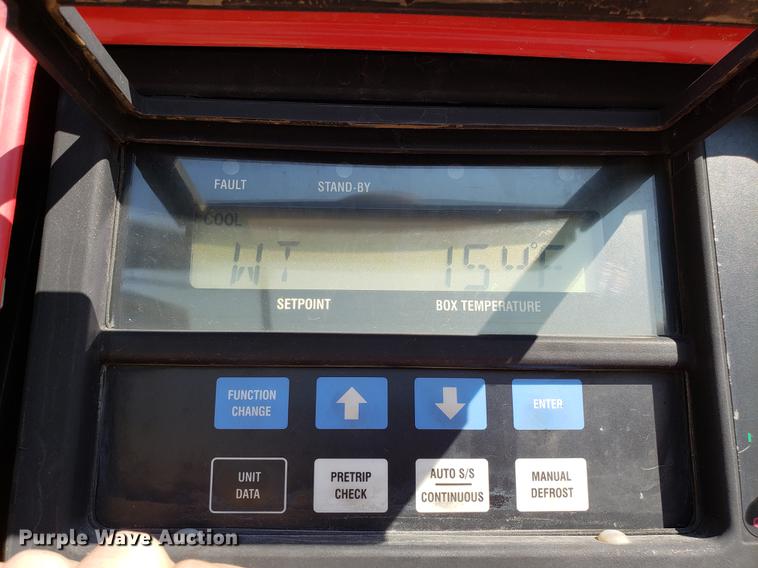 FAULT
STAND-BY
COOL
WT 154°F
SETPOINT
BOX TEMPERATURE
FUNCTION
CHANGE
ENTER
UNIT
DATA
PRETRIP
CHECK
AUTO S/S
CONTINUOUS
MANUAL
DEFROST
Purple Wave Auction